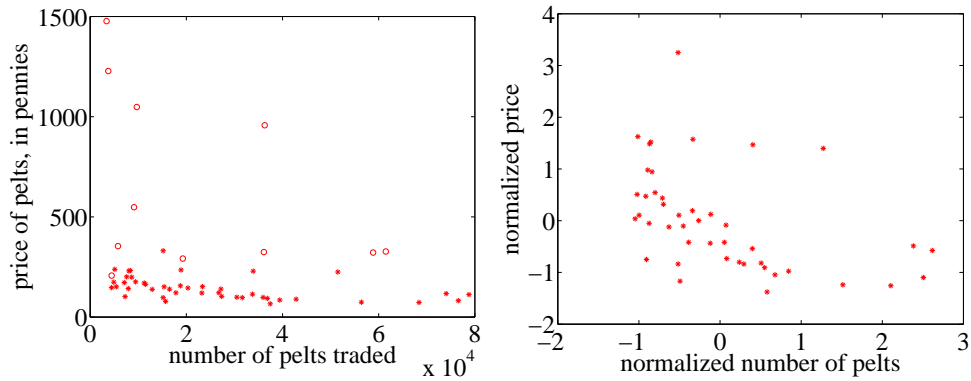 price of pelts, in pennies
1500
1000
500
0
0 2 4 6 8
number of pelts traded
x 10^4
normalized price
4
3
2
1
0
−1
−2
−2 −1 0 1 2 3
normalized number of pelts